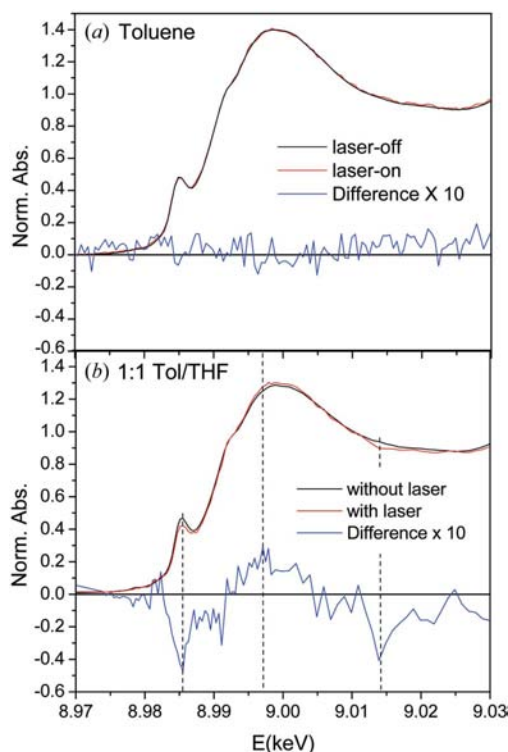 (a) Toluene
1.4
1.2
1.0
0.8
0.6
0.4
0.2
0.0
-0.2
-0.4
-0.6
Norm. Abs.
laser-off
laser-on
Difference X 10
(b) 1:1 Tol/THF
1.4
1.2
1.0
0.8
0.6
0.4
0.2
0.0
-0.2
-0.4
-0.6
Norm. Abs.
without laser
with laser
Difference x 10
8.97 8.98 8.99 9.00 9.01 9.02 9.03
E(keV)